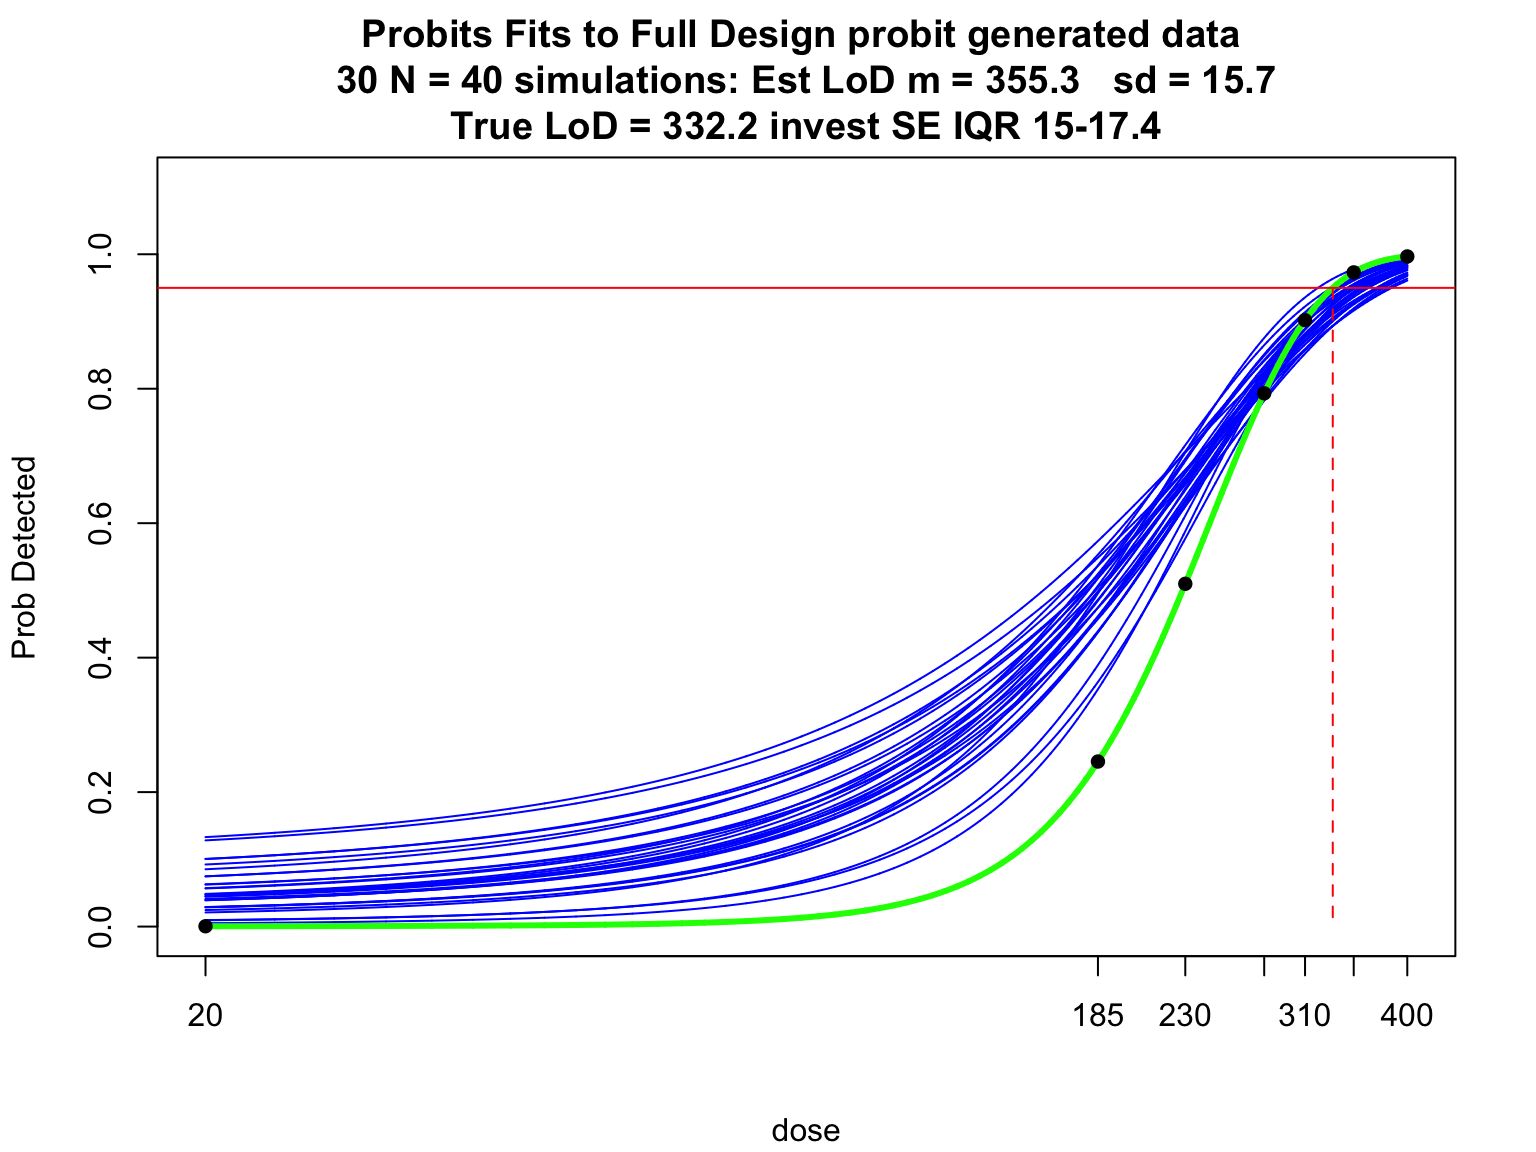 Probits Fits to Full Design probit generated data
30 N = 40 simulations: Est LoD m = 355.3 sd = 15.7
True LoD = 332.2 invest SE IQR 15-17.4
1.0
0.8
0.6
0.4
0.2
0.0
Prob Detected
20 185 230 310 400
dose